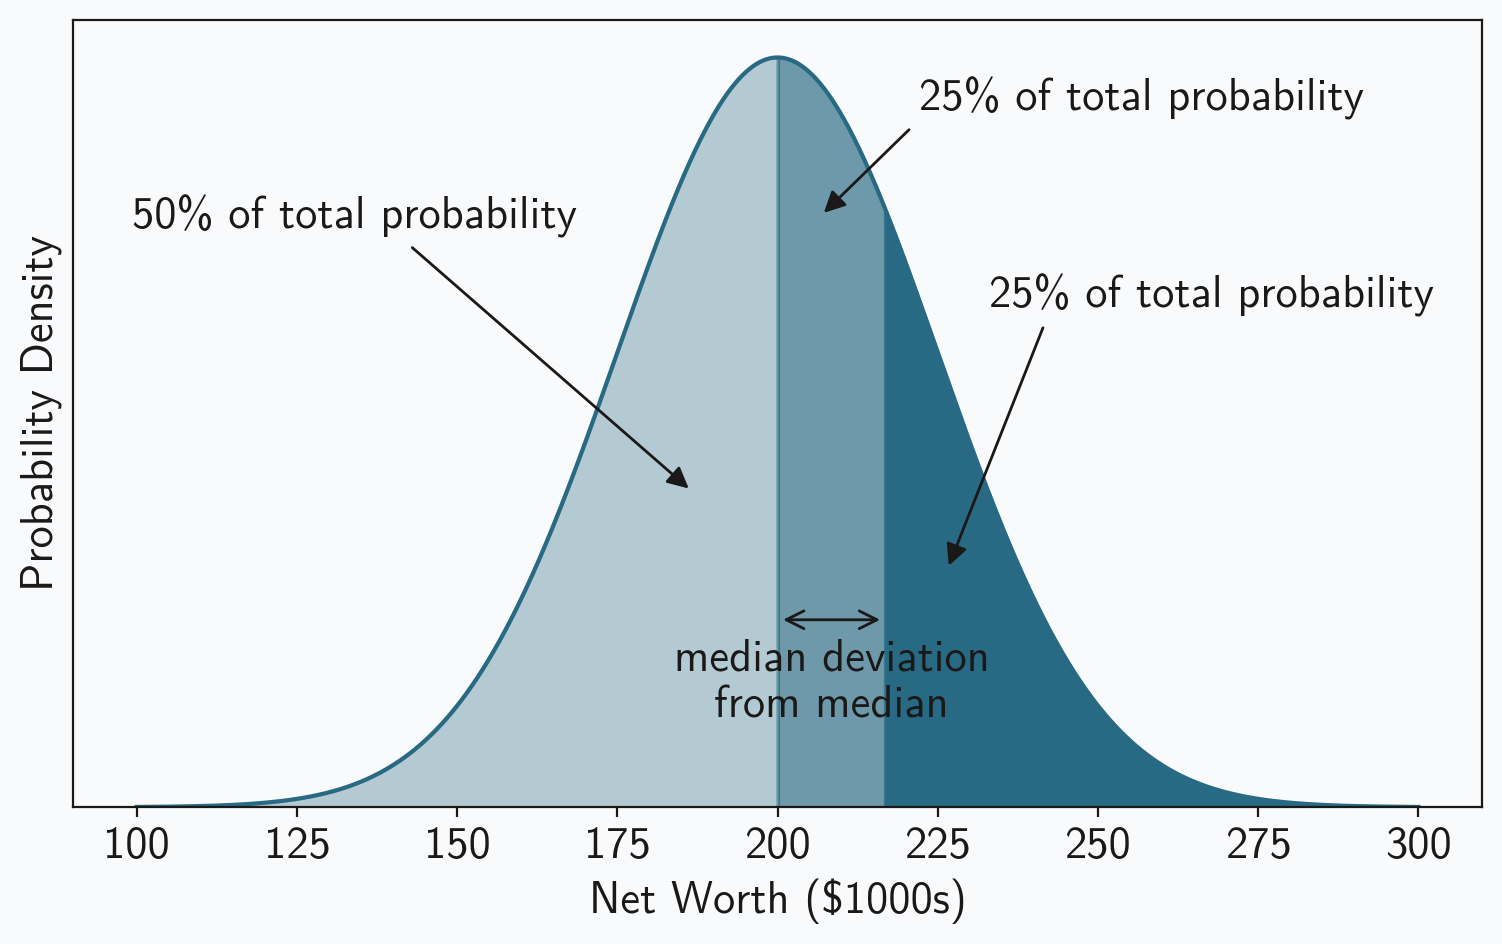 25% of total probability
50% of total probability
25% of total probability
median deviation
from median
Probability Density
100 125 150 175 200 225 250 275 300
Net Worth ($1000s)